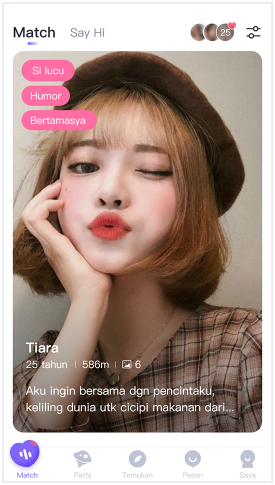 Match Say Hi 25
Si lucu
Humor
Bertamasya
Tiara
25 tahun 586m 6
Aku ingin bersama dgn pencintaku,
keliling dunia utk cicipi makanan dari...
Match Party Temukan Pesan Saya